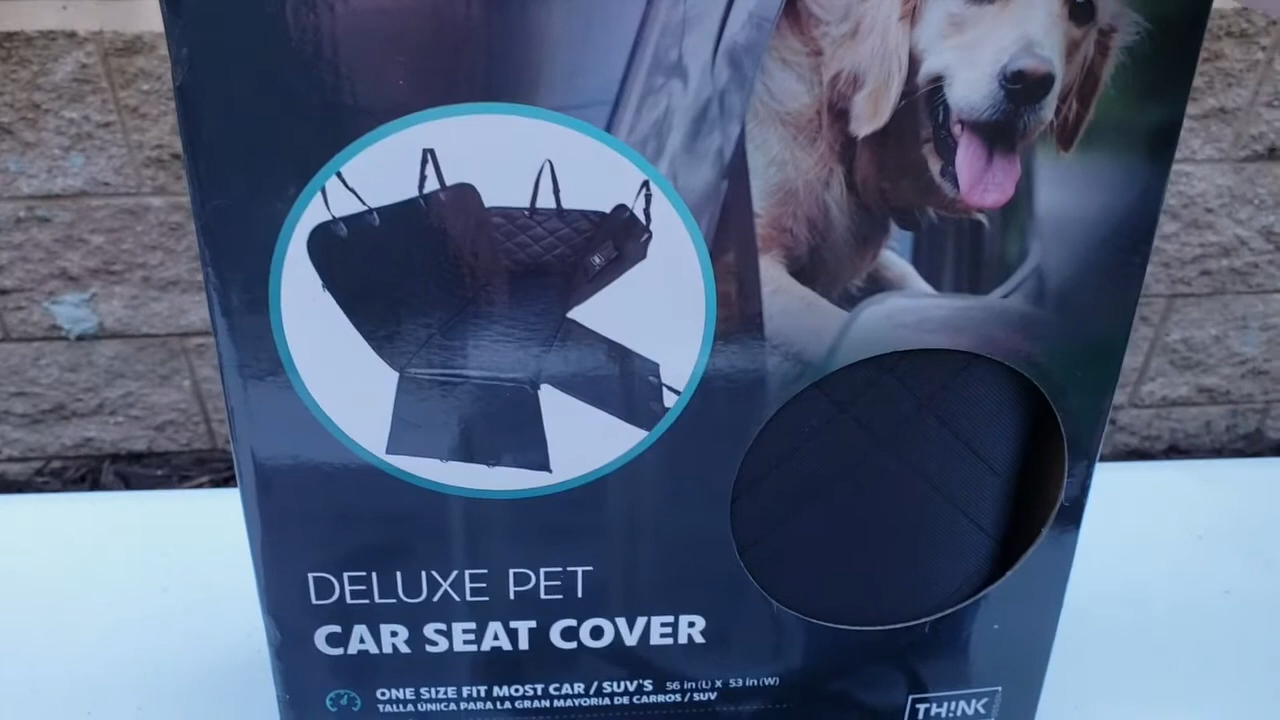 DELUXE PET
CAR SEAT COVER
ONE SIZE FIT MOST CAR / SUV'S 56 in (L) X 53 in (W)
TALLA ÚNICA PARA LA GRAN MAYORIA DE CARROS / SUV
TH!NK